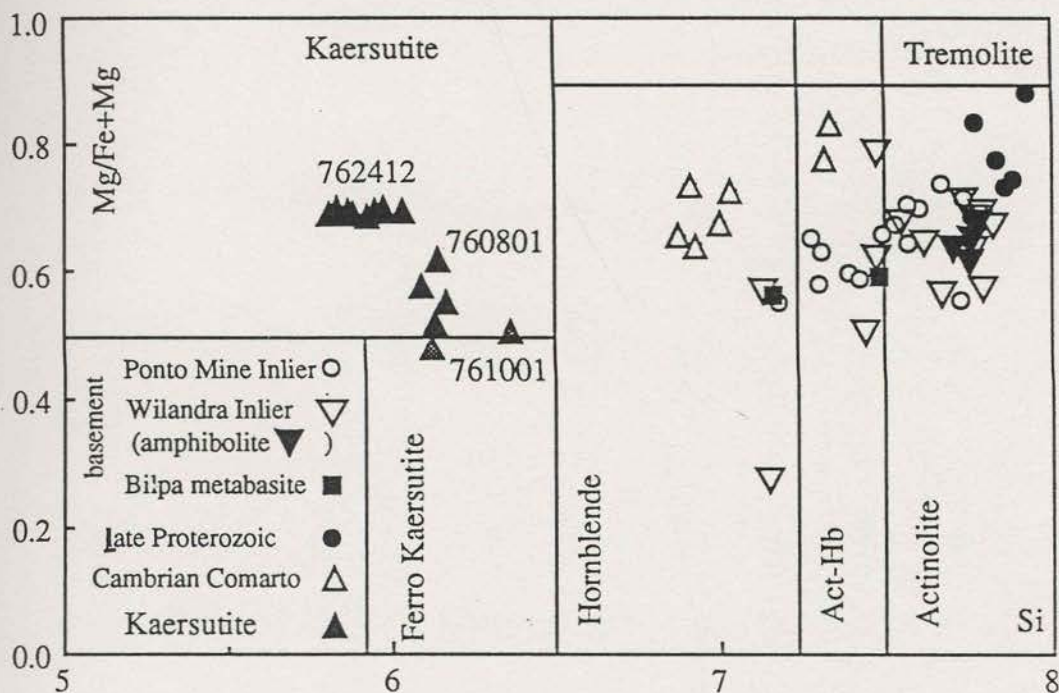 1.0
Kaersutite
Tremolite
Mg/Fe+Mg
0.8
762412
760801
0.6
761001
0.4
basement
Ponto Mine Inlier
Wilandra Inlier
(amphibolite )
Bilpa metabasite
late Proterozoic
Cambrian Comarto
Kaersutite
Ferro Kaersutite
Hornblende
Act-Hb
Actinolite
Si
0.2
0.0
5
6
7
8